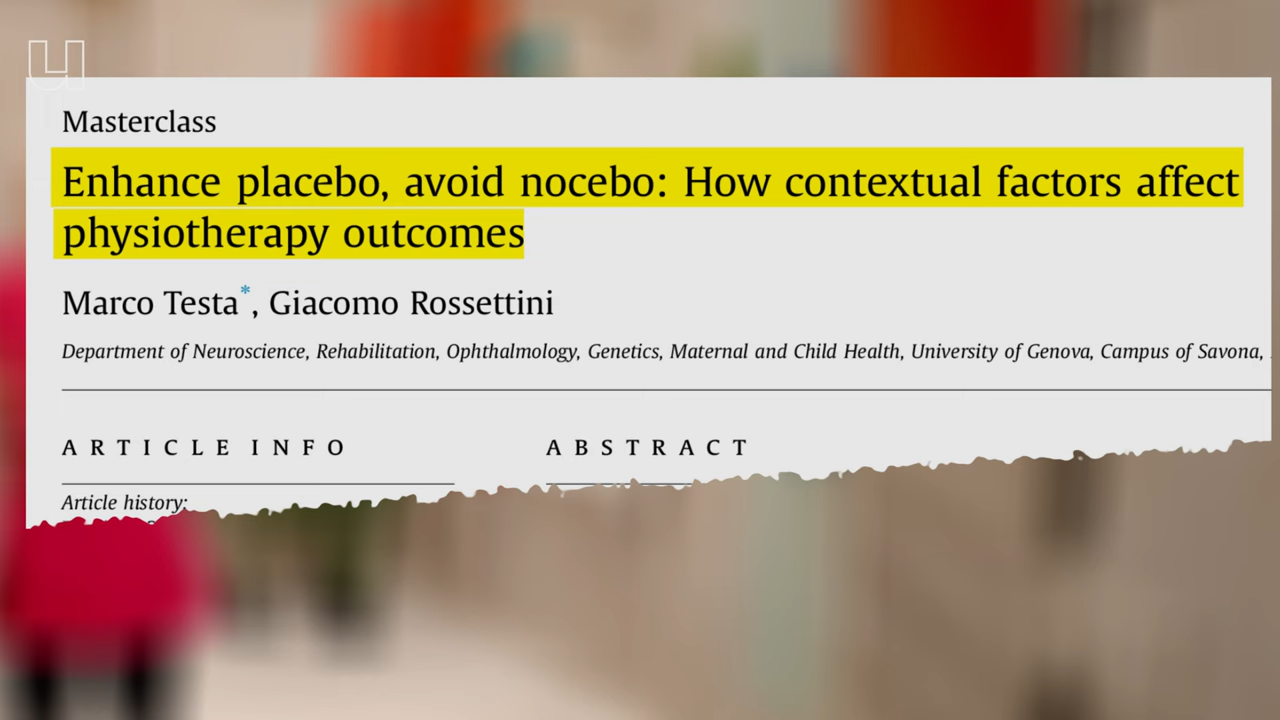 Masterclass
Enhance placebo, avoid nocebo: How contextual factors affect
physiotherapy outcomes
Marco Testa*, Giacomo Rossettini
Department of Neuroscience, Rehabilitation, Ophthalmology, Genetics, Maternal and Child Health, University of Genova, Campus of Savona,
ARTICLE INFO
ABSTRACT
Article history: